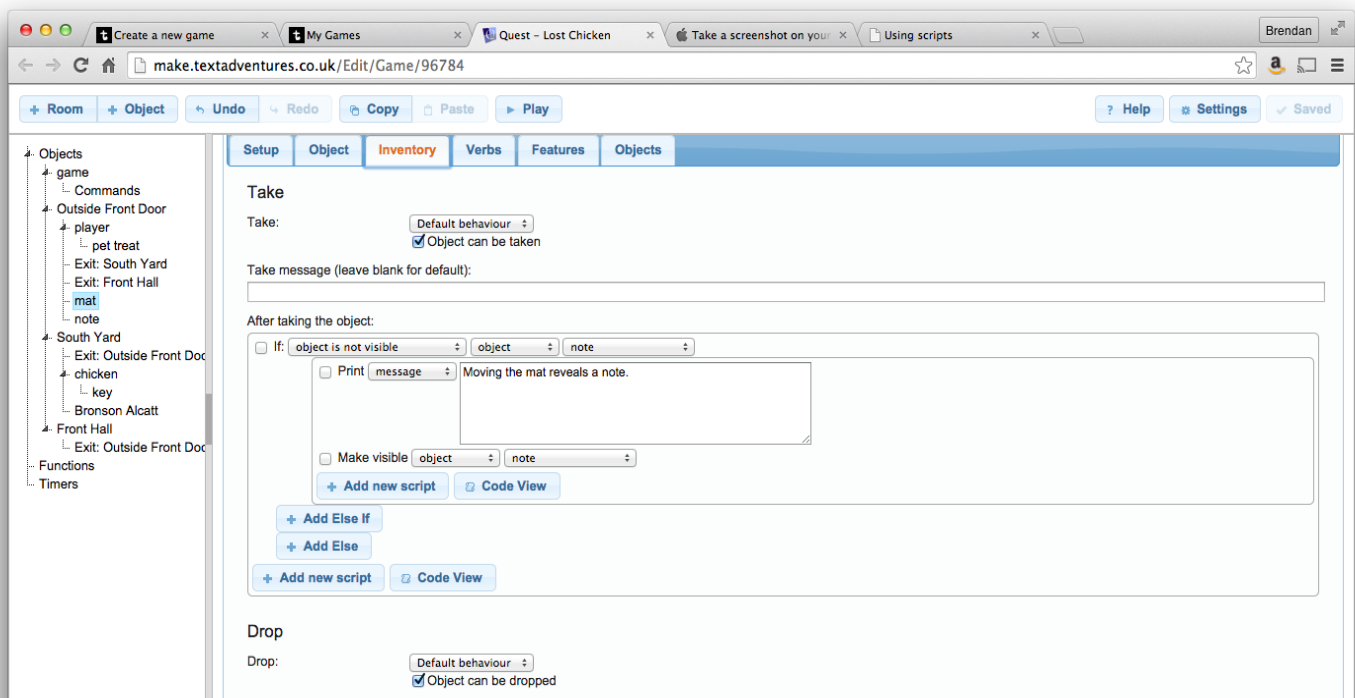 Create a new game
My Games
Quest – Lost Chicken
Take a screenshot on your
Using scripts
Brendan
make.textadventures.co.uk/Edit/Game/96784
Room
Object
Undo
Redo
Copy
Paste
Play
Help
Settings
Saved
Objects
game
Commands
Outside Front Door
player
pet treat
Exit: South Yard
Exit: Front Hall
mat
note
South Yard
Exit: Outside Front Doo
chicken
key
Bronson Alcatt
Front Hall
Exit: Outside Front Doo
Functions
Timers
Setup
Object
Inventory
Verbs
Features
Objects
Take
Take: Default behaviour
Object can be taken
Take message (leave blank for default):
After taking the object:
If: object is not visible object note
Print message Moving the mat reveals a note.
Make visible object note
Add new script Code View
Add Else If
Add Else
Add new script Code View
Drop
Drop: Default behaviour
Object can be dropped